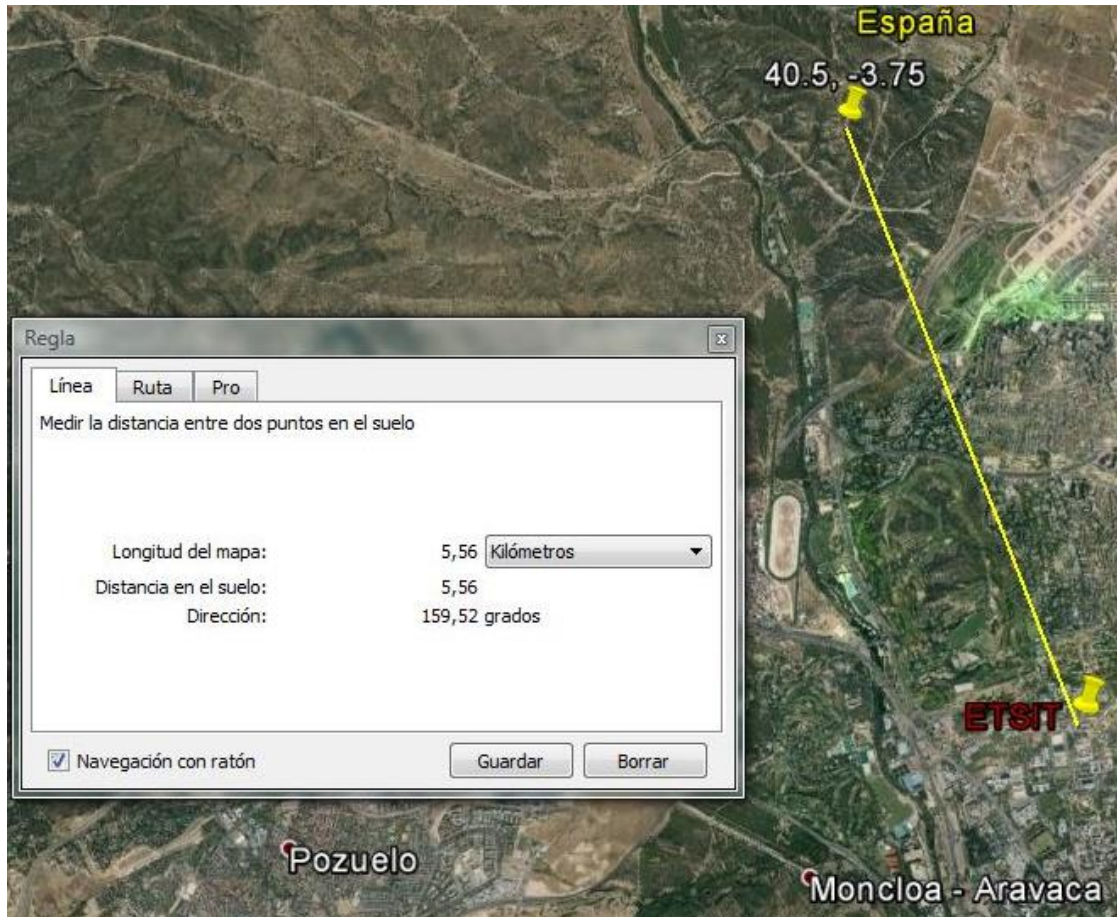 España
40.5, -3.75
Regla
Línea Ruta Pro
Medir la distancia entre dos puntos en el suelo
Longitud del mapa: 5,56 Kilómetros
Distancia en el suelo: 5,56
Dirección: 159,52 grados
Navegación con ratón Guardar Borrar
ETSIT
Pozuelo
Moncloa - Aravaca